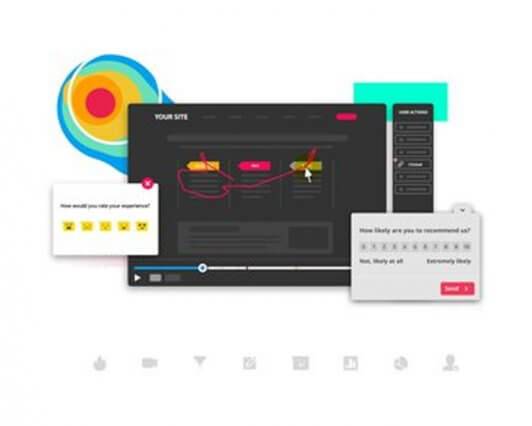 YOUR SITE
USER ACTIONS
How would you rate your experience?
How likely are you to recommend us?
0 1 2 3 4 5 6 7 8 9 10
Not, likely at all Extremely likely
Send